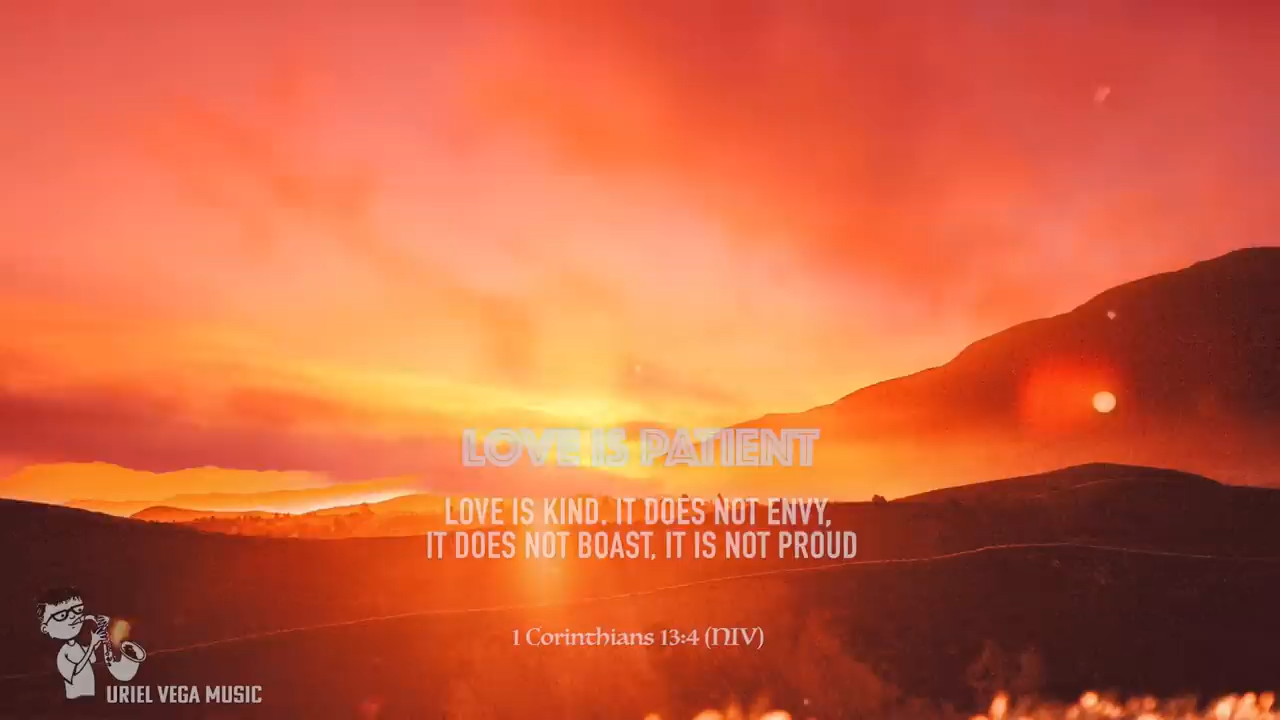 LOVE IS PATIENT
LOVE IS KIND. IT DOES NOT ENVY,
IT DOES NOT BOAST, IT IS NOT PROUD
1 Corinthians 13:4 (NIV)
URIEL VEGA MUSIC